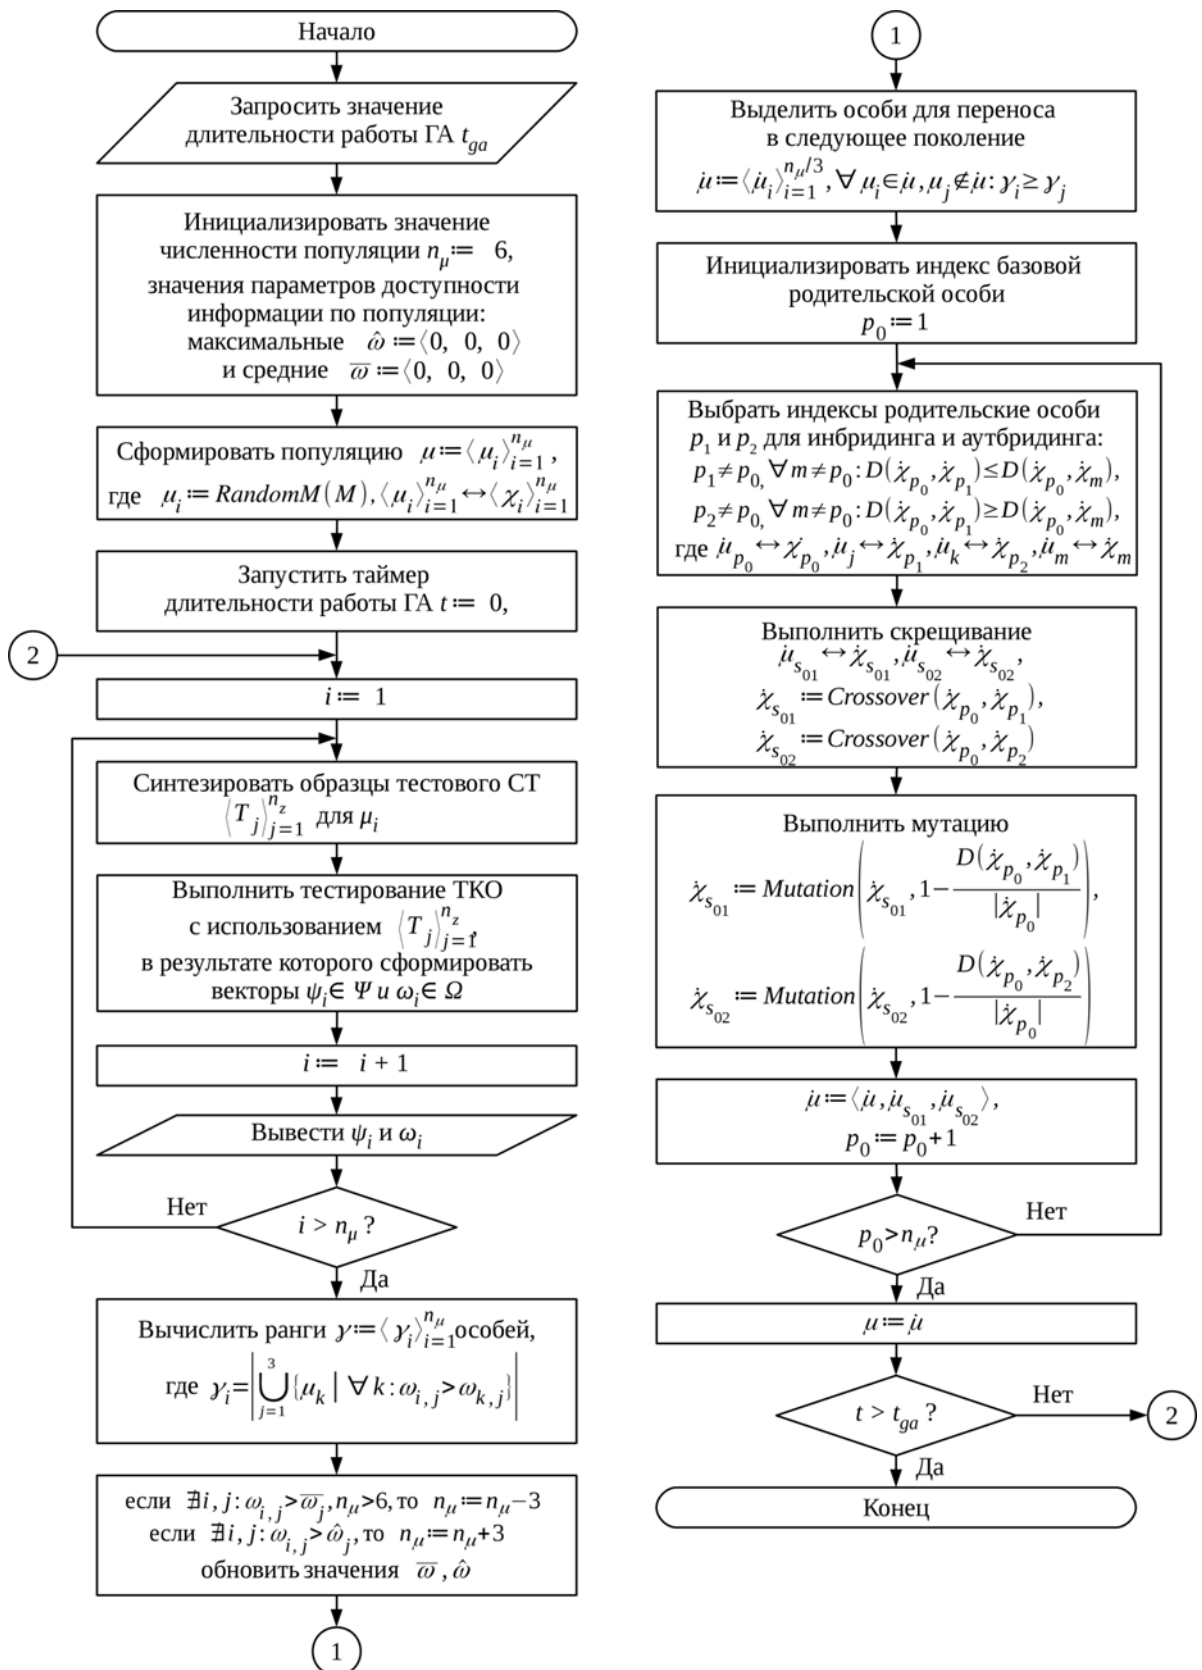 Начало
Запросить значение
длительности работы ГА t_ga
Инициализировать значение
численности популяции n_μ ≔ 6,
значения параметров доступности
информации по популяции:
максимальные ω̂ ≔ ⟨0, 0, 0⟩
и средние ω̅ ≔ ⟨0, 0, 0⟩
Сформировать популяцию μ ≔ ⟨μ_i⟩_{i=1}^{n_μ},
где μ_i ≔ RandomM(M), ⟨μ_i⟩_{i=1}^{n_μ} ↔ ⟨χ_i⟩_{i=1}^{n_μ}
Запустить таймер
длительности работы ГА t ≔ 0,
2
i ≔ 1
Синтезировать образцы тестового СТ
⟨T_j⟩_{j=1}^{n_z} для μ_i
Выполнить тестирование ТКО
с использованием ⟨T_j⟩_{j=1}^{n_z},
в результате которого сформировать
векторы ψ_i ∈ Ψ и ω_i ∈ Ω
i ≔ i + 1
Вывести ψ_i и ω_i
Нет
i > n_μ ?
Да
Вычислить ранги γ ≔ ⟨γ_i⟩_{i=1}^{n_μ} особей,
где γ_i = |⋃_{j=1}^{3} {μ_k | ∀ k : ω_{i,j} > ω_{k,j}}|
если ∄ i, j : ω_{i,j} > ω̅_j, n_μ > 6, то n_μ ≔ n_μ − 3
если ∄ i, j : ω_{i,j} > ω̂_j, то n_μ ≔ n_μ + 3
обновить значения ω̅, ω̂
1
1
Выделить особи для переноса
в следующее поколение
μ̇ ≔ ⟨μ̇_i⟩_{i=1}^{n_μ/3}, ∀ μ_i ∈ μ̇, μ_j ∉ μ̇ : γ_i ≥ γ_j
Инициализировать индекс базовой
родительской особи
p_0 ≔ 1
Выбрать индексы родительские особи
p_1 и p_2 для инбридинга и аутбридинга:
p_1 ≠ p_0, ∀ m ≠ p_0 : D(χ̇_{p_0}, χ̇_{p_1}) ≤ D(χ̇_{p_0}, χ̇_m),
p_2 ≠ p_0, ∀ m ≠ p_0 : D(χ̇_{p_0}, χ̇_{p_1}) ≥ D(χ̇_{p_0}, χ̇_m),
где μ̇_{p_0} ↔ χ̇_{p_0}, μ̇_j ↔ χ̇_{p_1}, μ̇_k ↔ χ̇_{p_2}, μ̇_m ↔ χ̇_m
Выполнить скрещивание
μ̇_{s_01} ↔ χ̇_{s_01}, μ̇_{s_02} ↔ χ̇_{s_02},
χ̇_{s_01} ≔ Crossover(χ̇_{p_0}, χ̇_{p_1}),
χ̇_{s_02} ≔ Crossover(χ̇_{p_0}, χ̇_{p_2})
Выполнить мутацию
χ̇_{s_01} ≔ Mutation(χ̇_{s_01}, 1 − D(χ̇_{p_0}, χ̇_{p_1}) / |χ̇_{p_0}|),
χ̇_{s_02} ≔ Mutation(χ̇_{s_02}, 1 − D(χ̇_{p_0}, χ̇_{p_2}) / |χ̇_{p_0}|)
μ̇ ≔ ⟨μ̇, μ̇_{s_01}, μ̇_{s_02}⟩,
p_0 ≔ p_0 + 1
Нет
p_0 > n_μ?
Да
μ ≔ μ̇
Нет
t > t_ga ?
2
Да
Конец